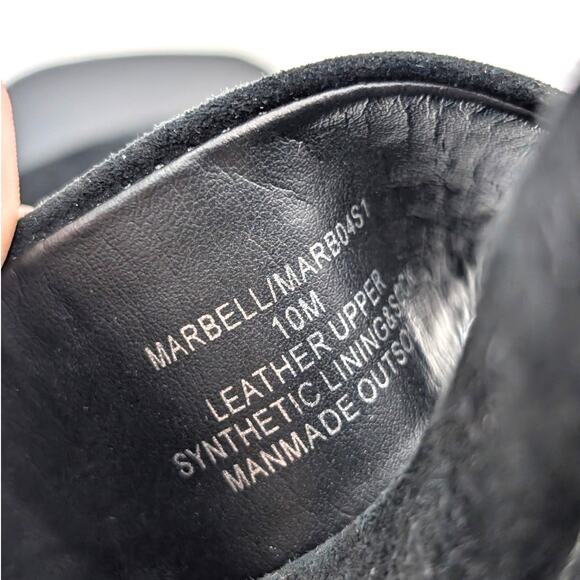 MARBELL/MARB04S1
10M
LEATHER UPPER
SYNTHETIC LINING&SOCK
MANMADE OUTSO